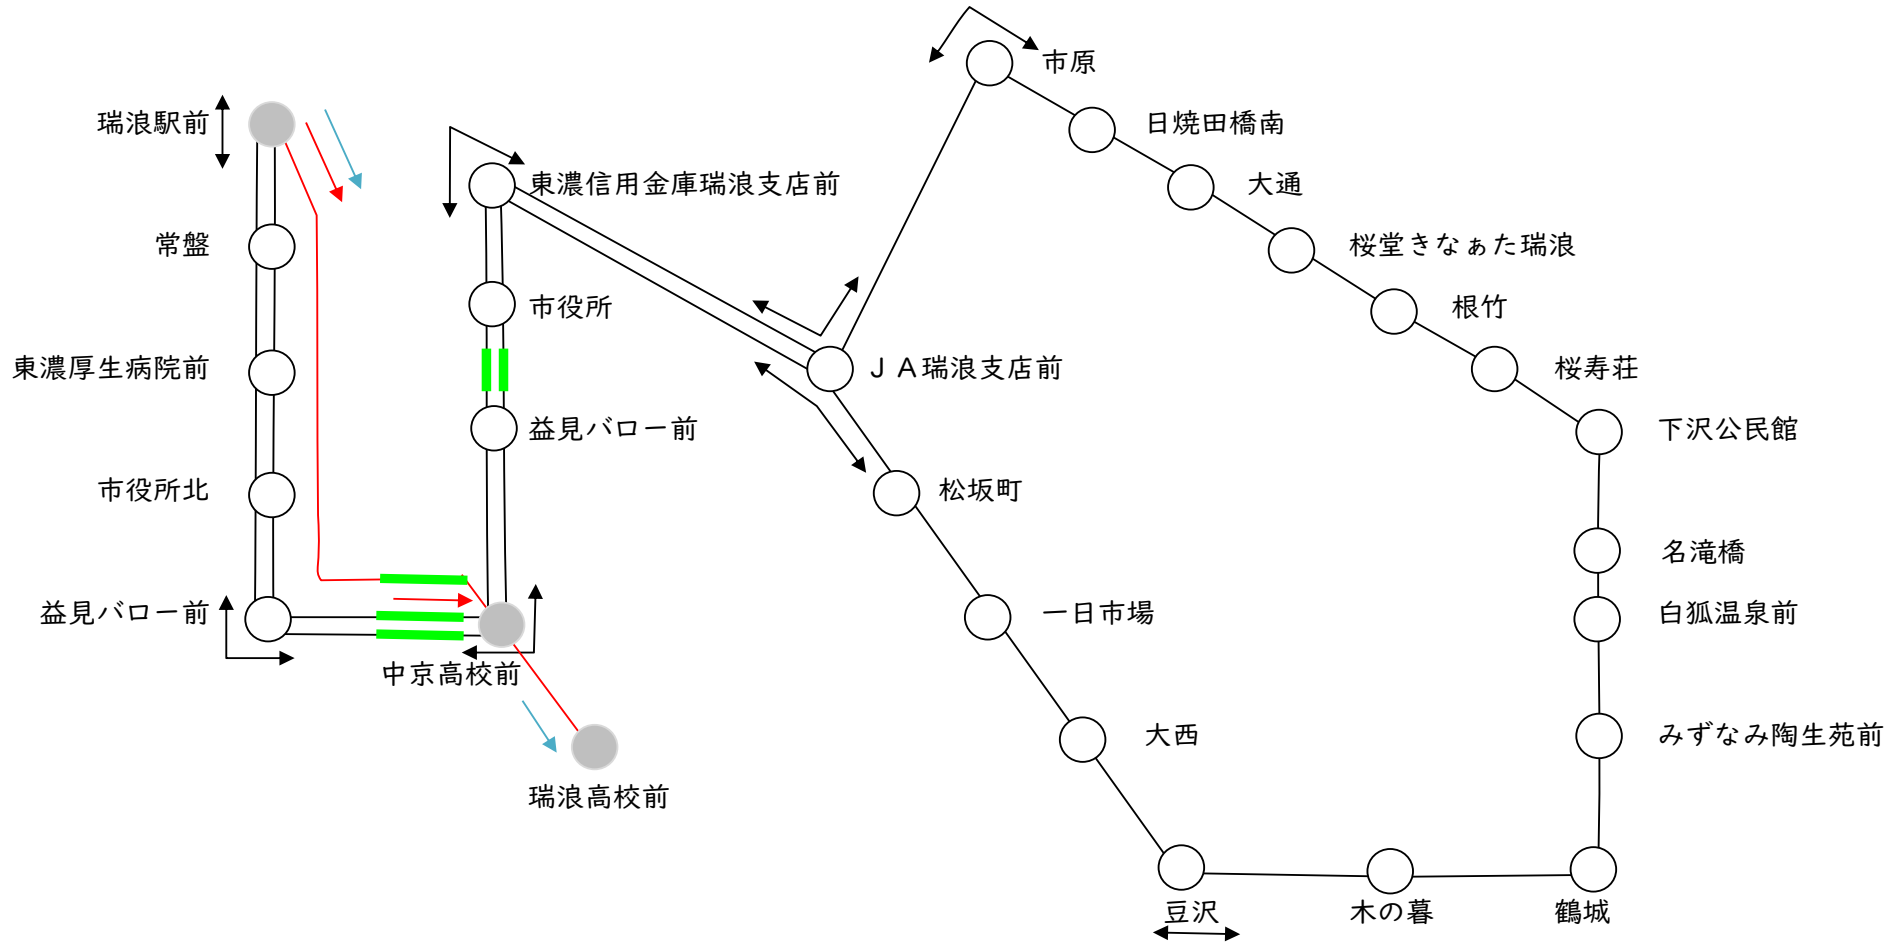 瑞浪駅前
常盤
東濃厚生病院前
市役所北
益見バロー前
中京高校前
瑞浪高校前
東濃信用金庫瑞浪支店前
市役所
益見バロー前
ＪＡ瑞浪支店前
市原
日焼田橋南
大通
桜堂きなぁた瑞浪
根竹
桜寿荘
下沢公民館
名滝橋
白狐温泉前
みずなみ陶生苑前
鶴城
木の暮
豆沢
大西
一日市場
松坂町